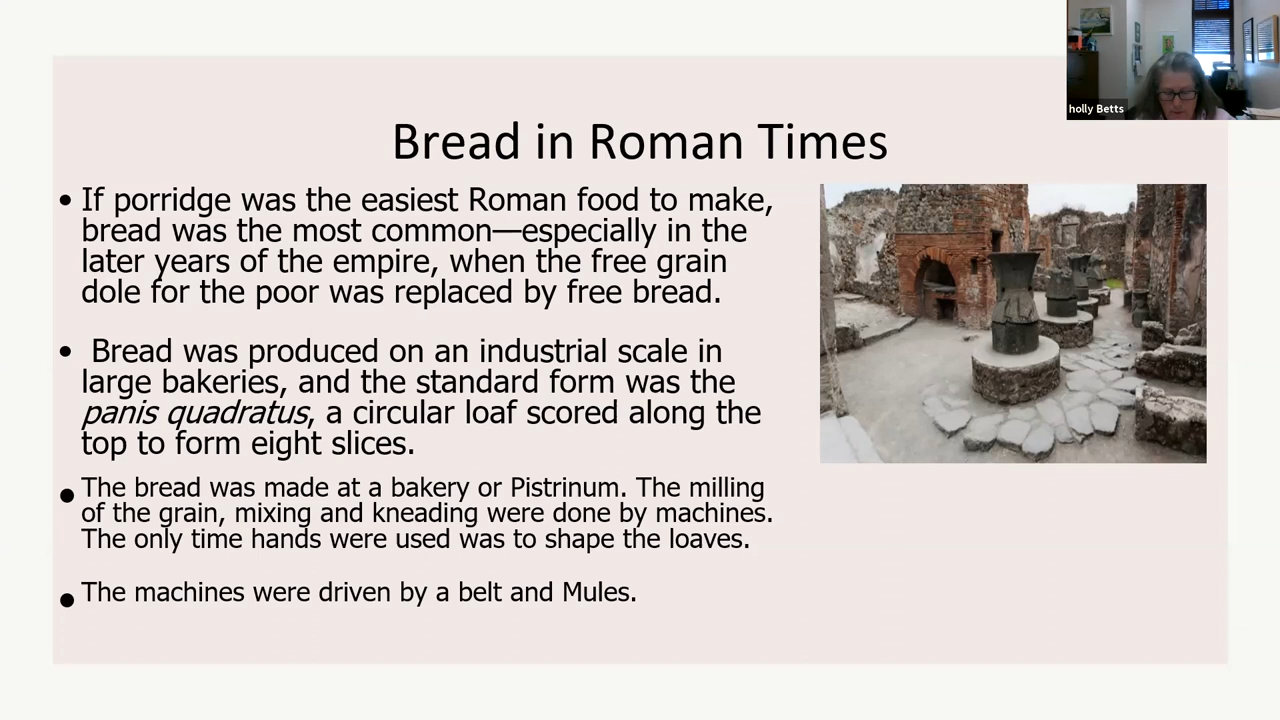 holly Betts
Bread in Roman Times
• If porridge was the easiest Roman food to make,
bread was the most common—especially in the
later years of the empire, when the free grain
dole for the poor was replaced by free bread.
• Bread was produced on an industrial scale in
large bakeries, and the standard form was the
panis quadratus, a circular loaf scored along the
top to form eight slices.
• The bread was made at a bakery or Pistrinum. The milling
of the grain, mixing and kneading were done by machines.
The only time hands were used was to shape the loaves.
• The machines were driven by a belt and Mules.